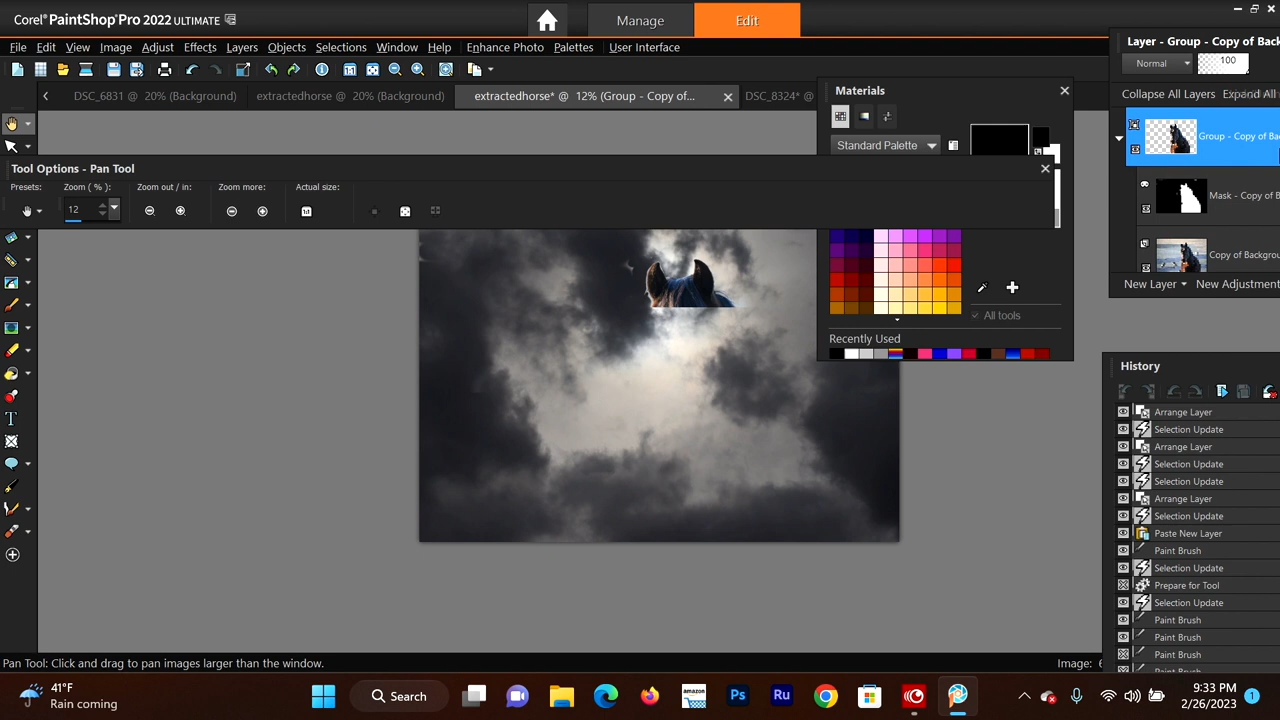 Corel® PaintShop® Pro 2022 ULTIMATE
Manage
Edit
File Edit View Image Adjust Effects Layers Objects Selections Window Help Enhance Photo Palettes User Interface
DSC_6831 @ 20% (Background)
extractedhorse @ 20% (Background)
extractedhorse* @ 12% (Group - Copy of...
DSC_8324* @
Materials
Standard Palette
All tools
Recently Used
Tool Options - Pan Tool
Presets: Zoom ( % ): Zoom out / in: Zoom more: Actual size:
12
Layer - Group - Copy of Back
Normal
100
Collapse All Layers Expand All
Group - Copy of Ba
Mask - Copy of B
Copy of Backgrou
New Layer New Adjustment
History
Arrange Layer
Selection Update
Arrange Layer
Selection Update
Selection Update
Arrange Layer
Selection Update
Paste New Layer
Paint Brush
Selection Update
Prepare for Tool
Selection Update
Paint Brush
Paint Brush
Paint Brush
Pan Tool: Click and drag to pan images larger than the window.
Image: 6
41°F
Rain coming
Search
amazon
Ps
Ru
9:33 PM
2/26/2023
1